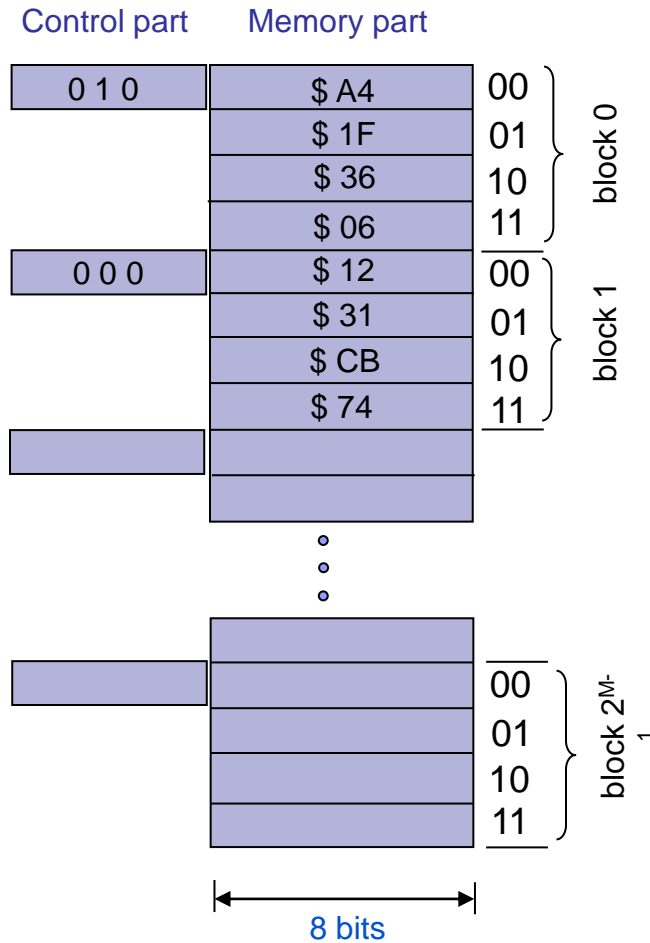 Control part Memory part
0 1 0 $ A4 00
$ 1F 01
$ 36 10
$ 06 11
block 0
0 0 0 $ 12 00
$ 31 01
$ CB 10
$ 74 11
block 1
00
01
10
11
block 2M-1
8 bits